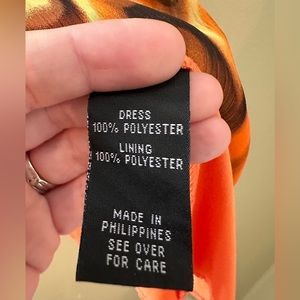 DRESS
100% POLYESTER
LINING
100% POLYESTER
MADE IN
PHILIPPINES
SEE OVER
FOR CARE